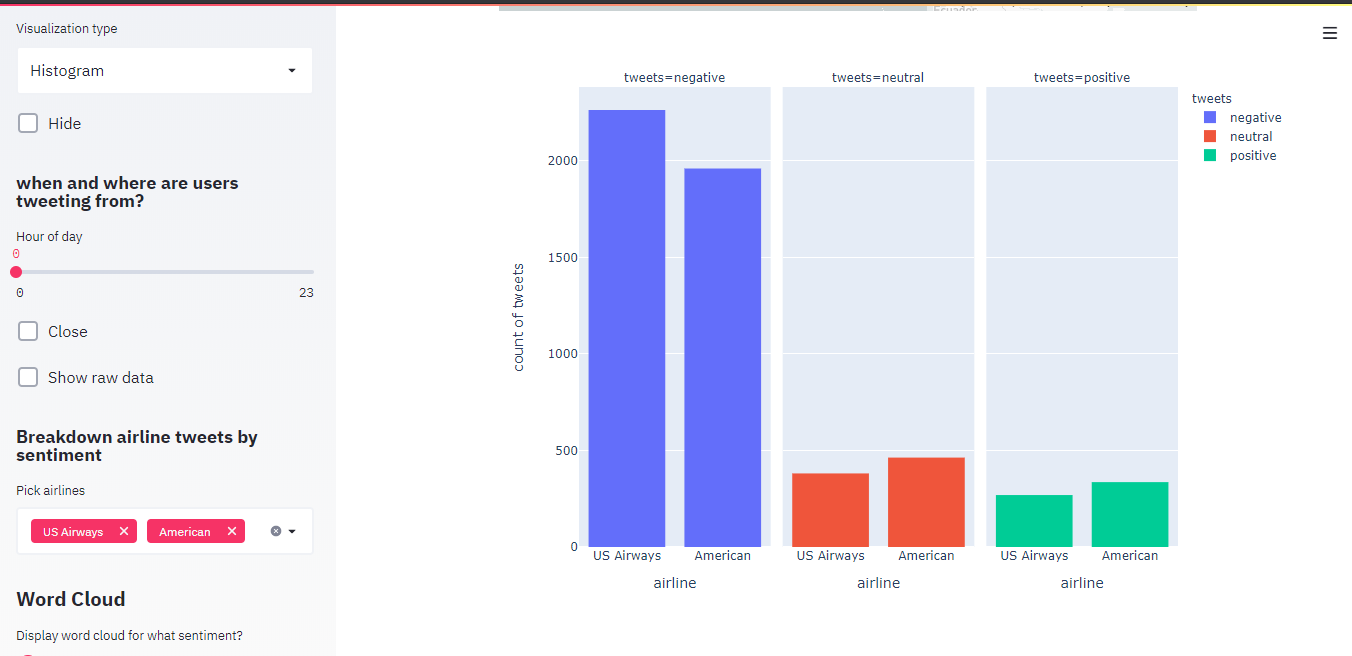 Visualization type
Histogram
Hide
when and where are users
tweeting from?
Hour of day
0
0 23
Close
Show raw data
Breakdown airline tweets by
sentiment
Pick airlines
US Airways American
Word Cloud
Display word cloud for what sentiment?
Ecuador
tweets=negative tweets=neutral tweets=positive
tweets
negative
neutral
positive
count of tweets
2000
1500
1000
500
0
US Airways American US Airways American US Airways American
airline airline airline